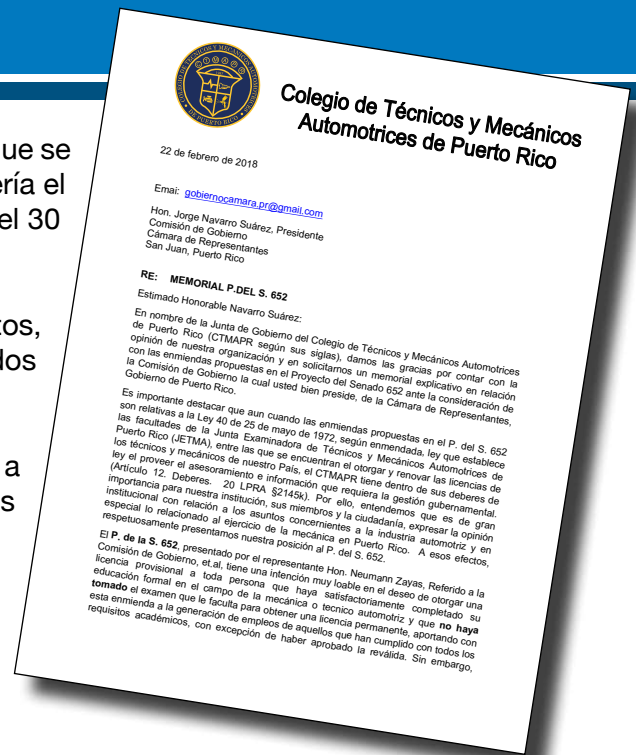 ue se
ería el
el 30
tos,
dos
a
s
COLEGIO DE TÉCNICOS Y MECÁNICOS AUTOMOTRICES
DE PUERTO RICO
CTMAPR
Colegio de Técnicos y Mecánicos
Automotrices de Puerto Rico
22 de febrero de 2018
Emai: gobiernocamara.pr@gmail.com
Hon. Jorge Navarro Suárez, Presidente
Comisión de Gobierno
Cámara de Representantes
San Juan, Puerto Rico
RE: MEMORIAL P.DEL S. 652
Estimado Honorable Navarro Suárez:
En nombre de la Junta de Gobierno del Colegio de Técnicos y Mecánicos Automotrices
de Puerto Rico (CTMAPR según sus siglas), damos las gracias por contar con la
opinión de nuestra organización y en solicitarnos un memorial explicativo en relación
con las enmiendas propuestas en el Proyecto del Senado 652 ante la consideración de
la Comisión de Gobierno la cual usted bien preside, de la Cámara de Representantes,
Gobierno de Puerto Rico.
Es importante destacar que aun cuando las enmiendas propuestas en el P. del S. 652
son relativas a la Ley 40 de 25 de mayo de 1972, según enmendada, ley que establece
las facultades de la Junta Examinadora de Técnicos y Mecánicos Automotrices de
Puerto Rico (JETMA), entre las que se encuentran el otorgar y renovar las licencias de
los técnicos y mecánicos de nuestro País, el CTMAPR tiene dentro de sus deberes de
ley el proveer el asesoramiento e información que requiera la gestión gubernamental.
(Artículo 12. Deberes. 20 LPRA §2145k). Por ello, entendemos que es de gran
importancia para nuestra institución, sus miembros y la ciudadanía, expresar la opinión
institucional con relación a los asuntos concernientes a la industria automotriz y en
especial lo relacionado al ejercicio de la mecánica en Puerto Rico. A esos efectos,
respetuosamente presentamos nuestra posición al P. del S. 652.
El P. de la S. 652, presentado por el representante Hon. Neumann Zayas, Referido a la
Comisión de Gobierno, et.al, tiene una intención muy loable en el deseo de otorgar una
licencia provisional a toda persona que haya satisfactoriamente completado su
educación formal en el campo de la mecánica o tecnico automotriz y que no haya
tomado el examen que le faculta para obtener una licencia permanente, aportando con
esta enmienda a la generación de empleos de aquellos que han cumplido con todos los
requisitos académicos, con excepción de haber aprobado la reválida. Sin embargo,